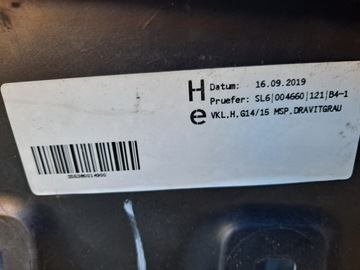 H Datum: 16.09.2019
Pruefer: SL6|004660|121|B4-1
e VKL.H.G14/15 MSP.DRAVITGRAU